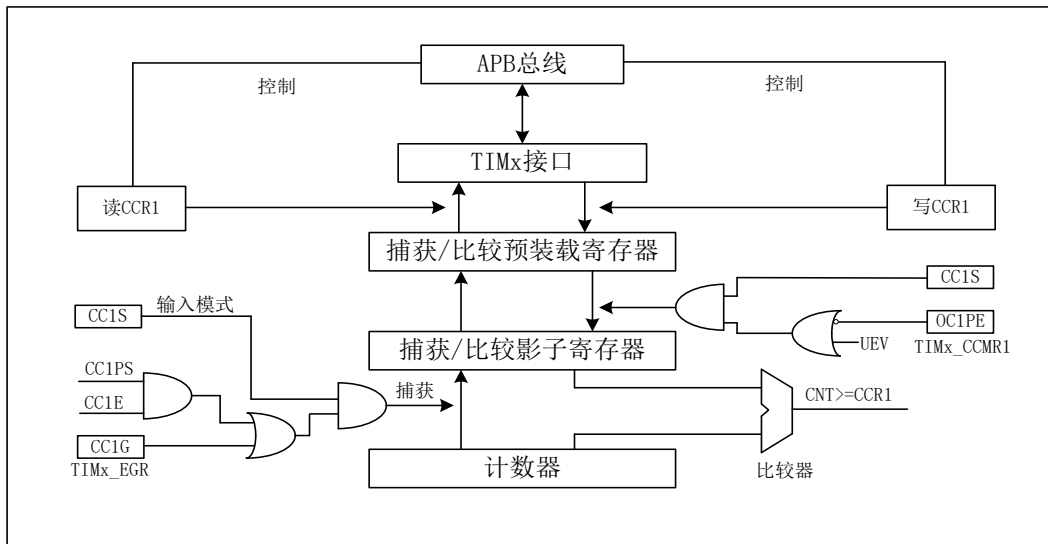 APB总线
控制
控制
TIMx接口
读CCR1
写CCR1
捕获/比较预装载寄存器
CC1S
CC1S
输入模式
OC1PE
捕获/比较影子寄存器
UEV
TIMx_CCMR1
CC1PS
捕获
CNT>=CCR1
CC1E
CC1G
TIMx_EGR
计数器
比较器